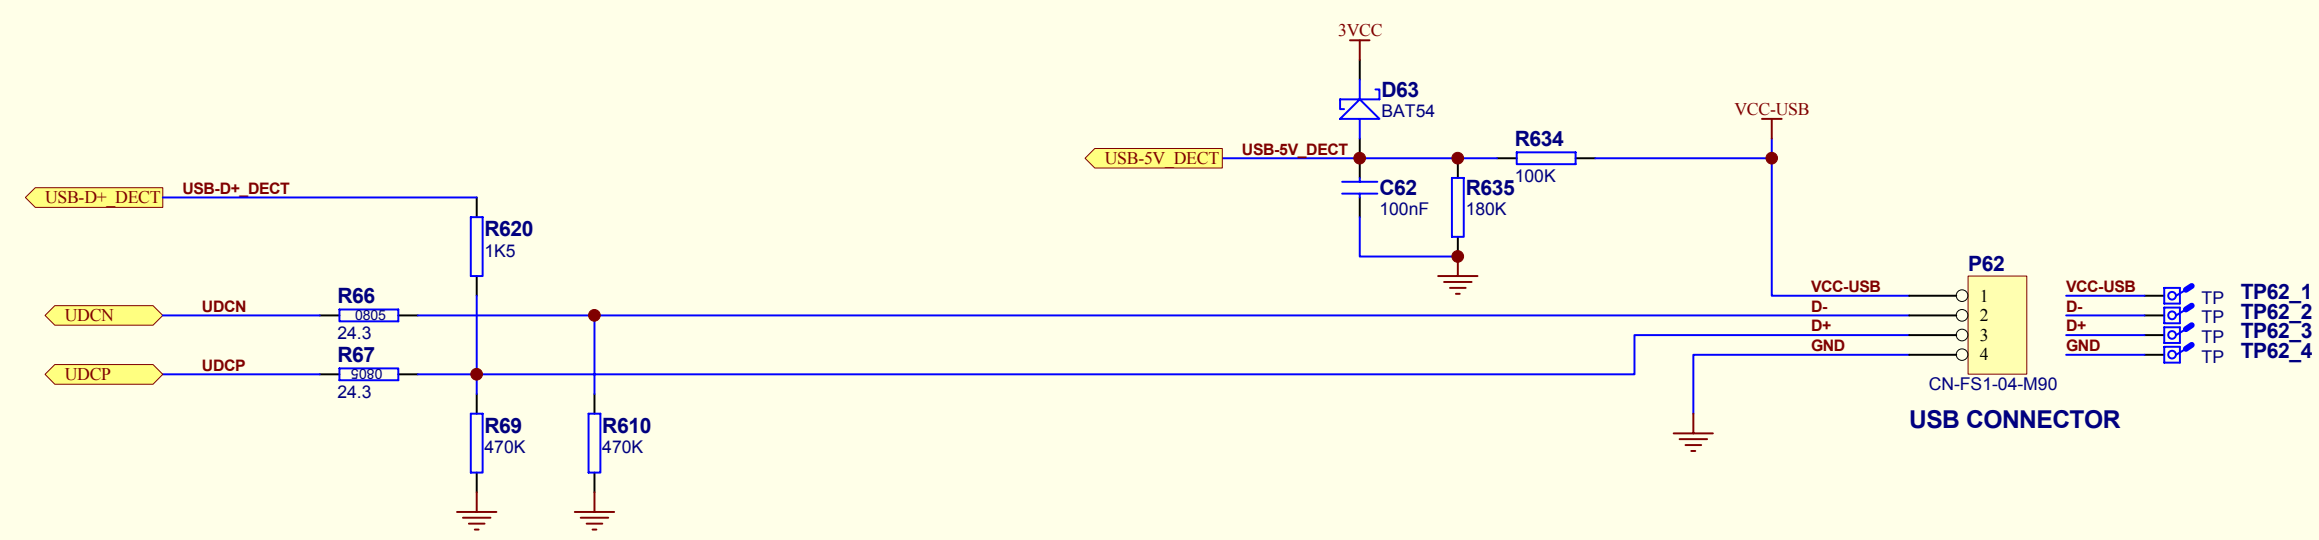 3VCC
D63
BAT54
VCC-USB
R634
USB-5V_DECT
USB-5V_DECT
100K
C62
100nF
R635
180K
USB-D+_DECT
USB-D+_DECT
R620
1K5
P62
UDCN
UDCN
R66
0805
24.3
VCC-USB
1
D-
2
D+
3
GND
4
CN-FS1-04-M90
VCC-USB
TP
TP62_1
D-
TP
TP62_2
D+
TP
TP62_3
GND
TP
TP62_4
UDCP
UDCP
R67
0805
24.3
USB CONNECTOR
R69
470K
R610
470K